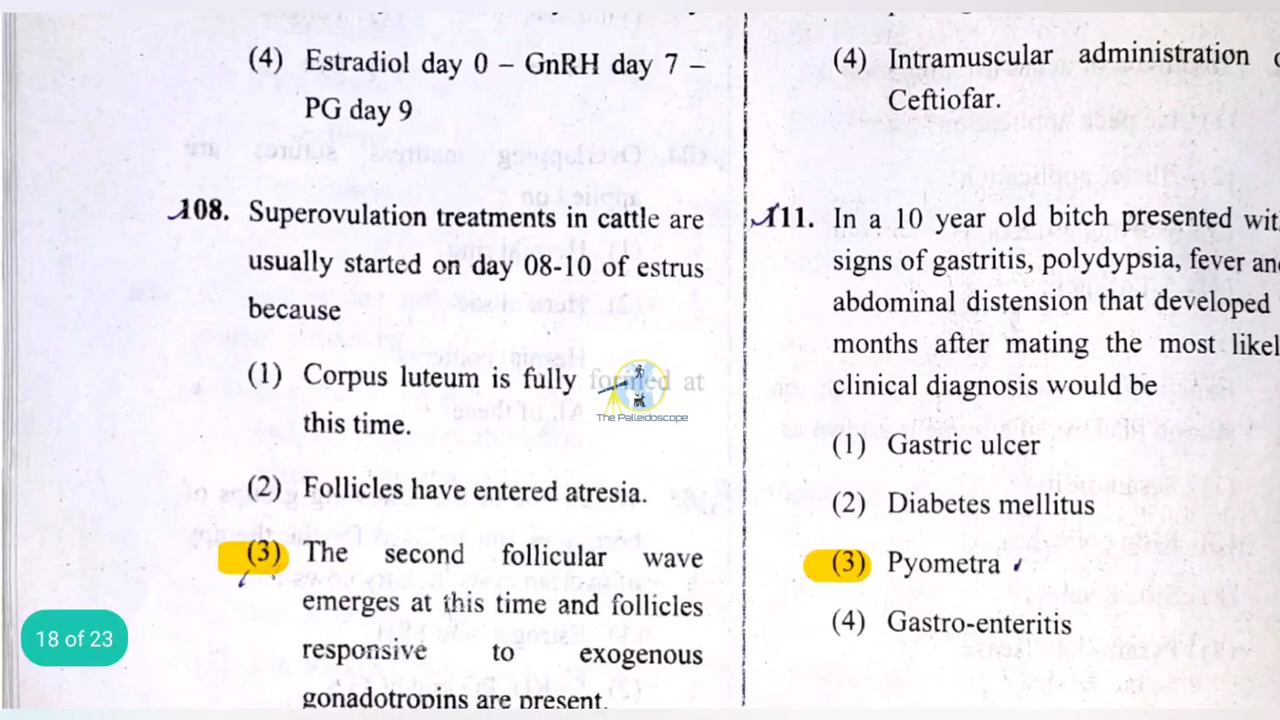 (4) Estradiol day 0 – GnRH day 7 –
PG day 9
108. Superovulation treatments in cattle are
usually started on day 08-10 of estrus
because
(1) Corpus luteum is fully formed at
this time.
(2) Follicles have entered atresia.
(3) The second follicular wave
emerges at this time and follicles
responsive to exogenous
gonadotropins are present.
(4) Intramuscular administration
Ceftiofar.
111. In a 10 year old bitch presented
signs of gastritis, polydypsia, fever
abdominal distension that developed
months after mating the most
clinical diagnosis would be
(1) Gastric ulcer
(2) Diabetes mellitus
(3) Pyometra
(4) Gastro-enteritis
The Palleidoscope
18 of 23